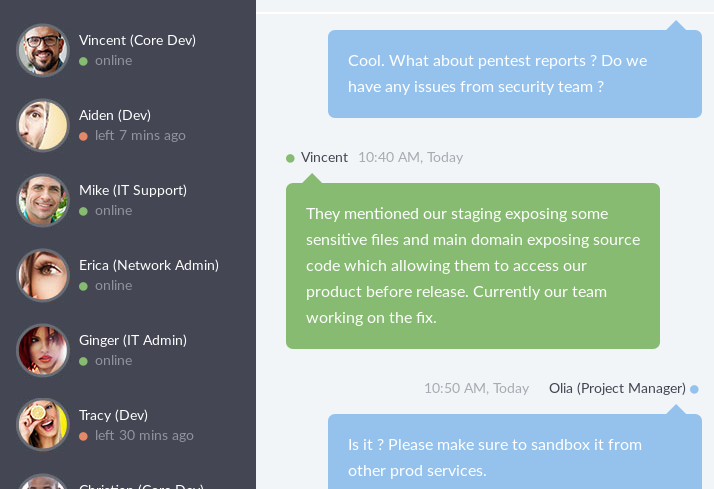 Vincent (Core Dev)
online
Aiden (Dev)
left 7 mins ago
Mike (IT Support)
online
Erica (Network Admin)
online
Ginger (IT Admin)
online
Tracy (Dev)
left 30 mins ago
Christian (Core Dev)
Cool. What about pentest reports ? Do we
have any issues from security team ?
Vincent 10:40 AM, Today
They mentioned our staging exposing some
sensitive files and main domain exposing source
code which allowing them to access our
product before release. Currently our team
working on the fix.
10:50 AM, Today Olia (Project Manager)
Is it ? Please make sure to sandbox it from
other prod services.